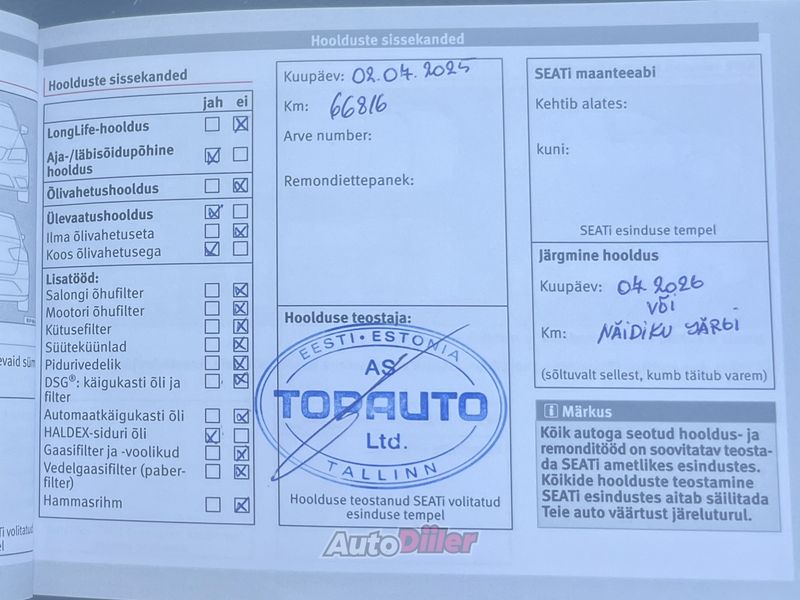 Hoolduste sissekanded
Hoolduste sissekanded
jah ei
LongLife-hooldus
Aja-/läbisõidupõhine
hooldus
Õlivahetushooldus
Ülevaatushooldus
Ilma õlivahetuseta
Koos õlivahetusega
Lisatööd:
Salongi õhufilter
Mootori õhufilter
Kütusefilter
Süüteküünlad
Pidurivedelik
DSG®: käigukasti õli ja
filter
Automaatkäigukasti õli
HALDEX-siduri õli
Gaasifilter ja -voolikud
Vedelgaasifilter (paber-
filter)
Hammasrihm
Kuupäev: 02.04.2025
Km: 66816
Arve number:
Remondiettepanek:
Hoolduse teostaja:
EESTI • ESTONIA
AS
TOPAUTO
Ltd.
TALLINN
Hoolduse teostanud SEATi volitatud
esinduse tempel
SEATi maanteeabi
Kehtib alates:
kuni:
SEATi esinduse tempel
Järgmine hooldus
Kuupäev: 04.2026
VÕI
Km: NÄIDIKU JÄRGI
(sõltuvalt sellest, kumb täitub varem)
i Märkus
Kõik autoga seotud hooldus- ja
remonditööd on soovitatav teosta-
da SEATi ametlikes esindustes.
Kõikide hoolduste teostamine
SEATi esindustes aitab säilitada
Teie auto väärtust järeluturul.
AutoDiiler